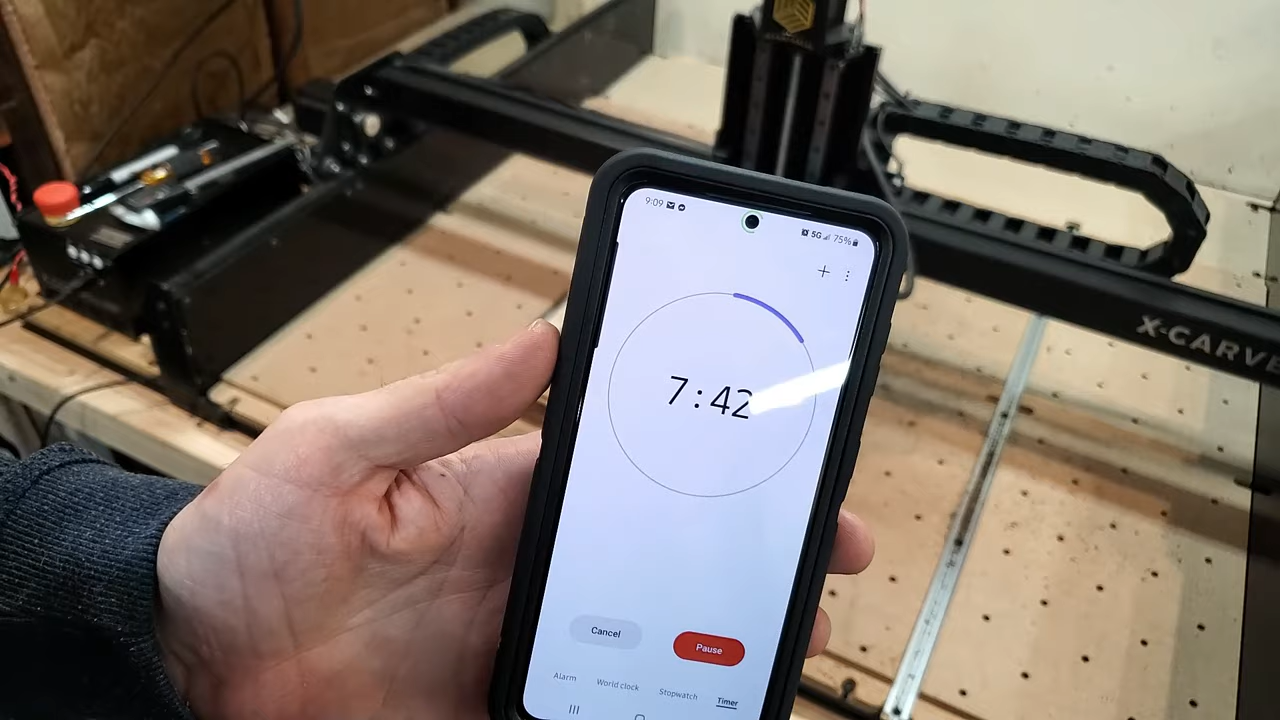 9:09
5G 75%
+
7:42
Cancel
Pause
Alarm
World clock
Stopwatch
Timer
X-CARVE